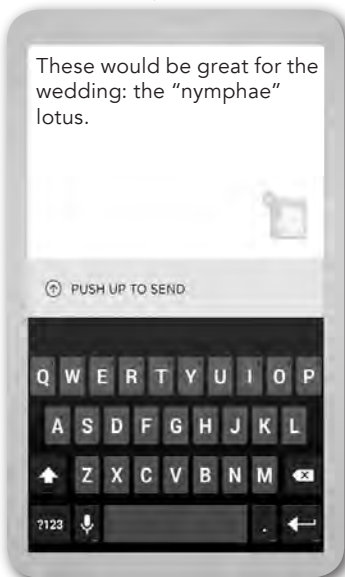 These would be great for the
wedding: the “nymphae”
lotus.
PUSH UP TO SEND
Q W E R T Y U I O P
A S D F G H J K L
Z X C V B N M
?123 .